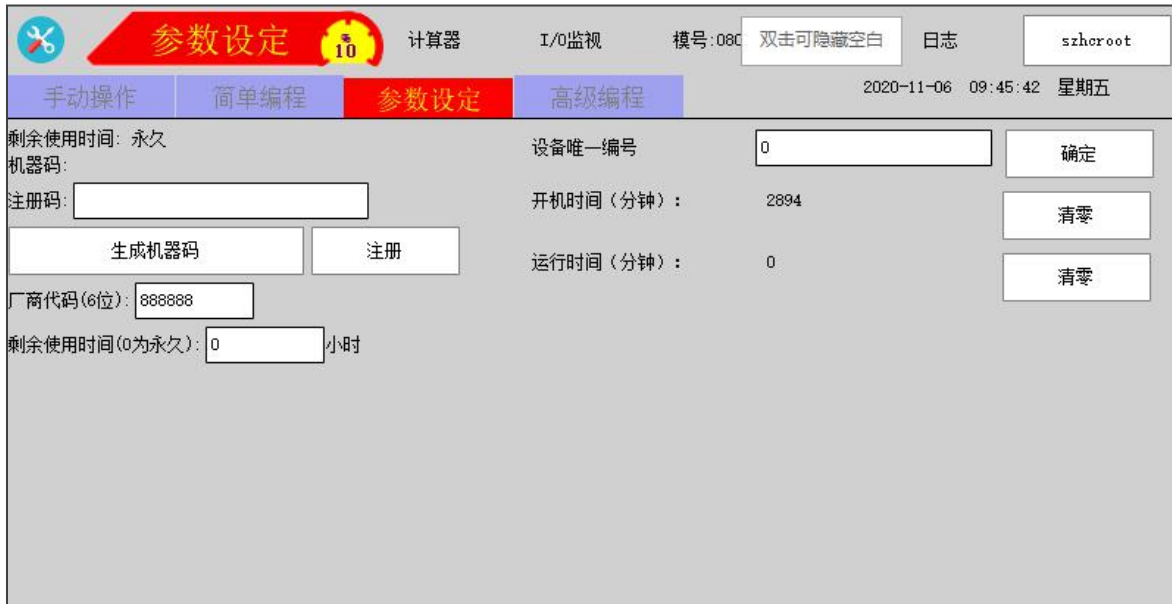 参数设定
%
10
计算器
I/O监视
模号:080
双击可隐藏空白
日志
szhcroot
手动操作
简单编程
参数设定
高级编程
2020-11-06 09:45:42 星期五
剩余使用时间: 永久
机器码:
注册码:
生成机器码
注册
厂商代码(6位): 888888
剩余使用时间(0为永久): 0 小时
设备唯一编号
0
确定
开机时间（分钟）:
2894
清零
运行时间（分钟）:
0
清零